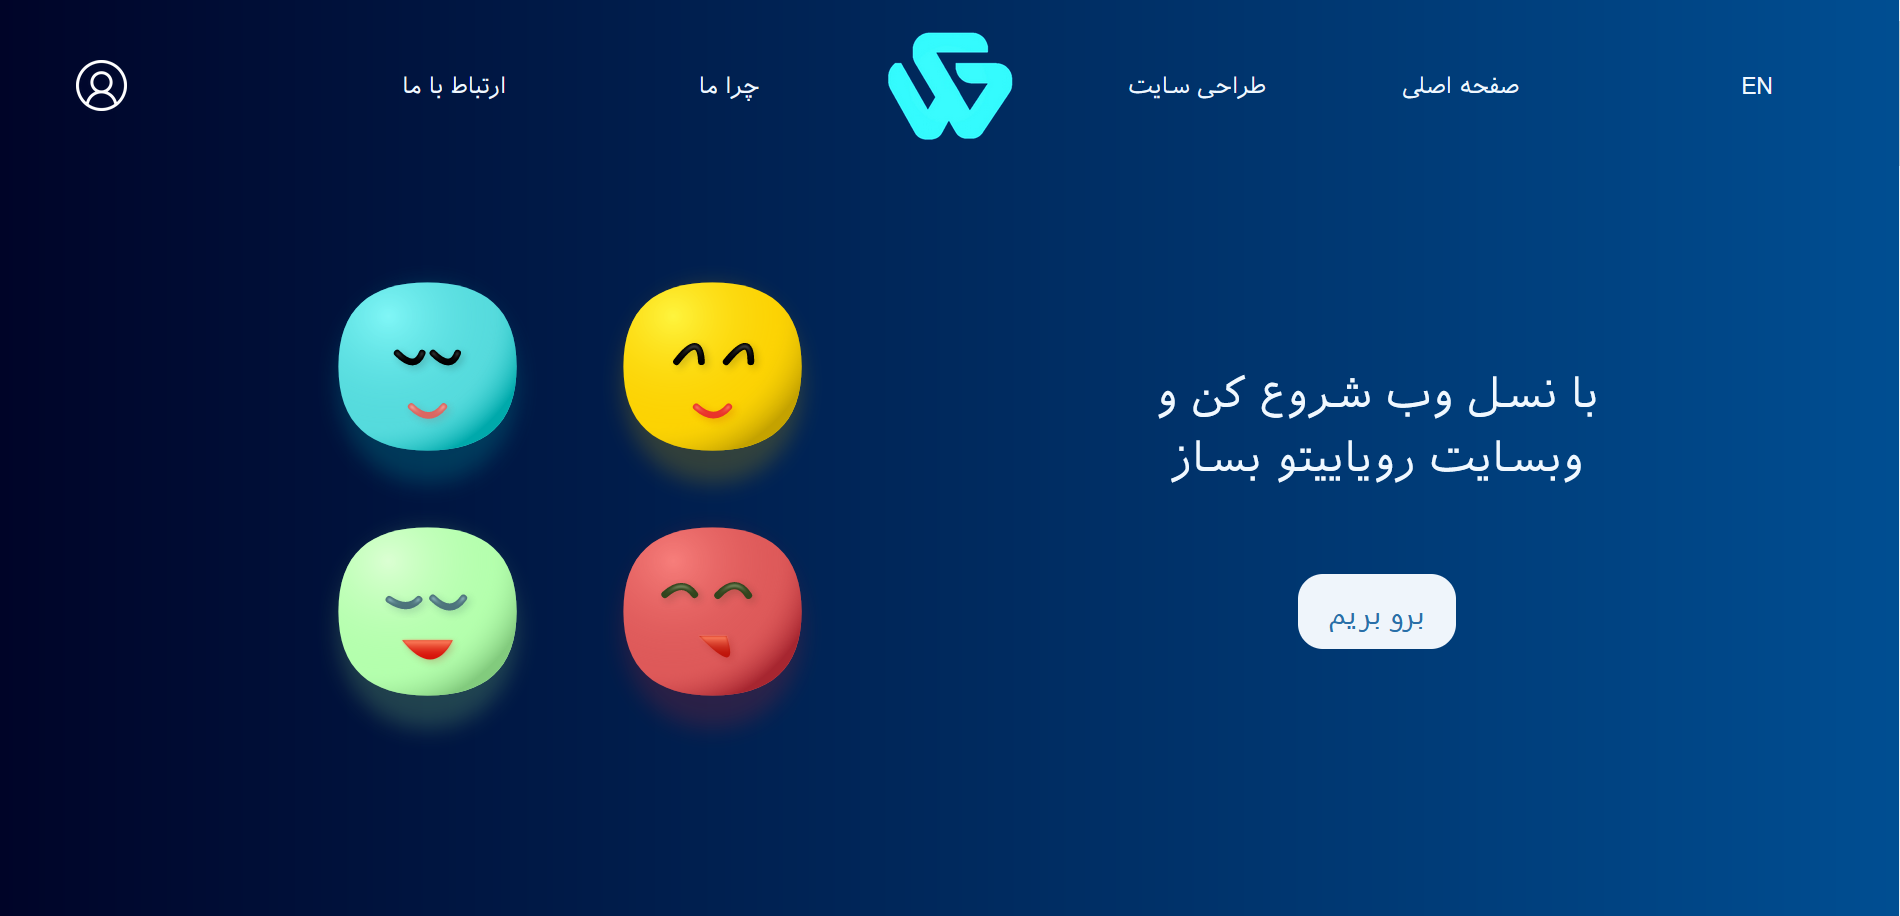 EN
صفحه اصلی
طراحی سایت
چرا ما
ارتباط با ما
با نسل وب شروع کن و
وبسایت رویاییتو بساز
برو بریم